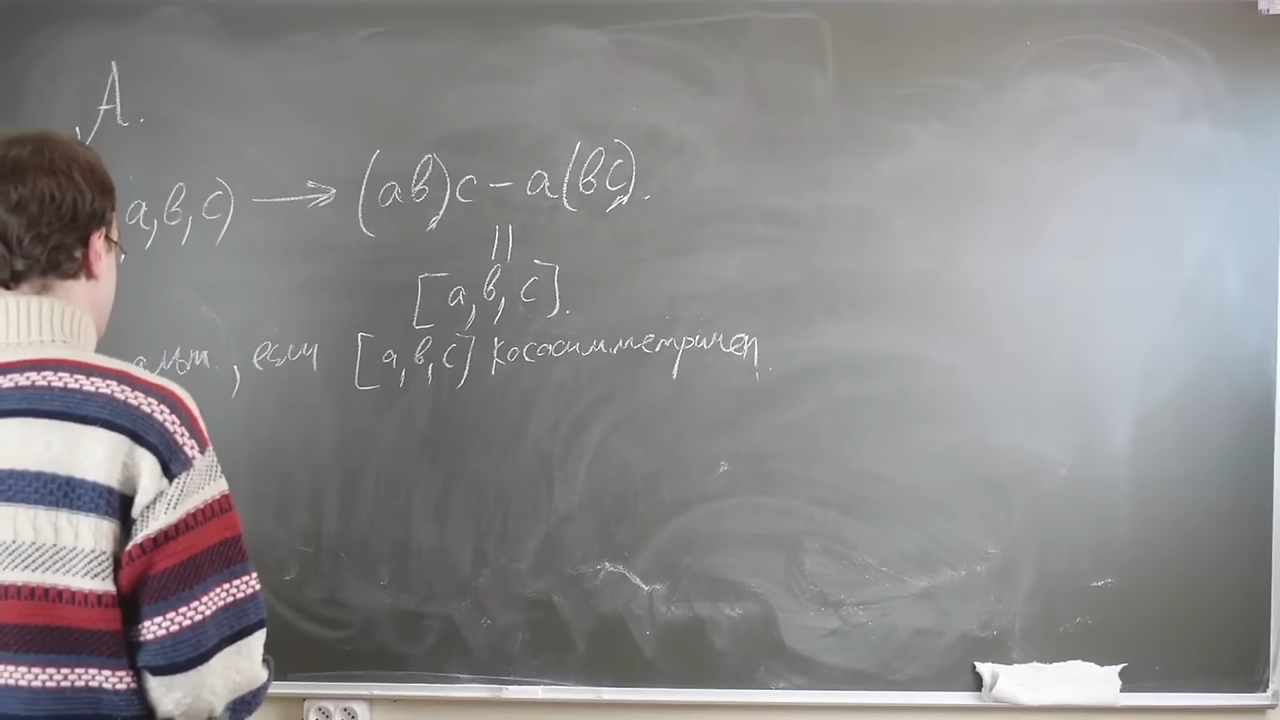 A.
a, в, c) ⟶ (aв)c - a(вc).
||
[a, в, c].
альт., если [a, в, c] кососимметричен.